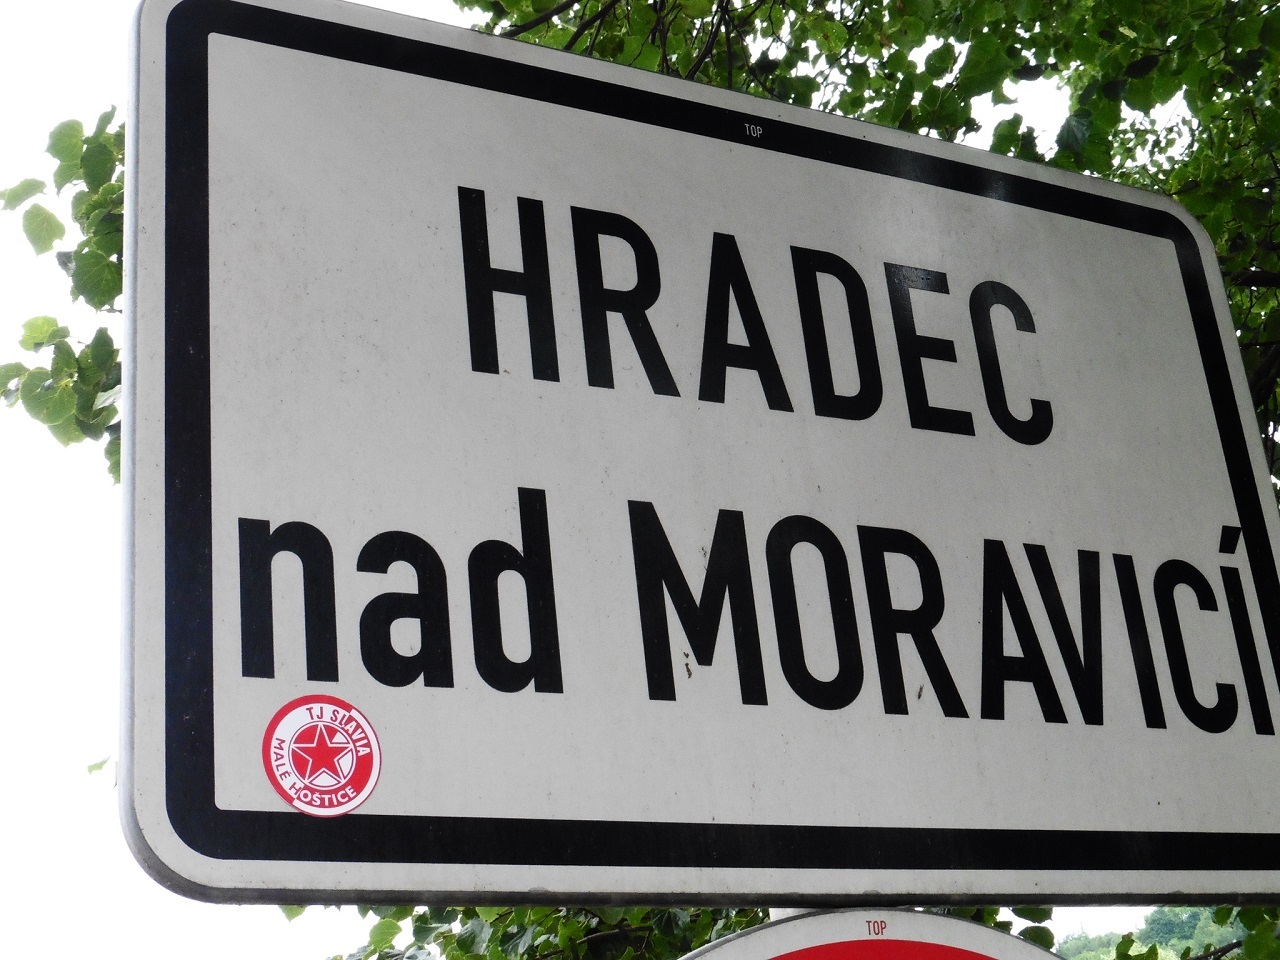 TOP
HRADEC
nad MORAVICÍ
TJ SLAVIA
MALÉ HOŠTICE
TOP